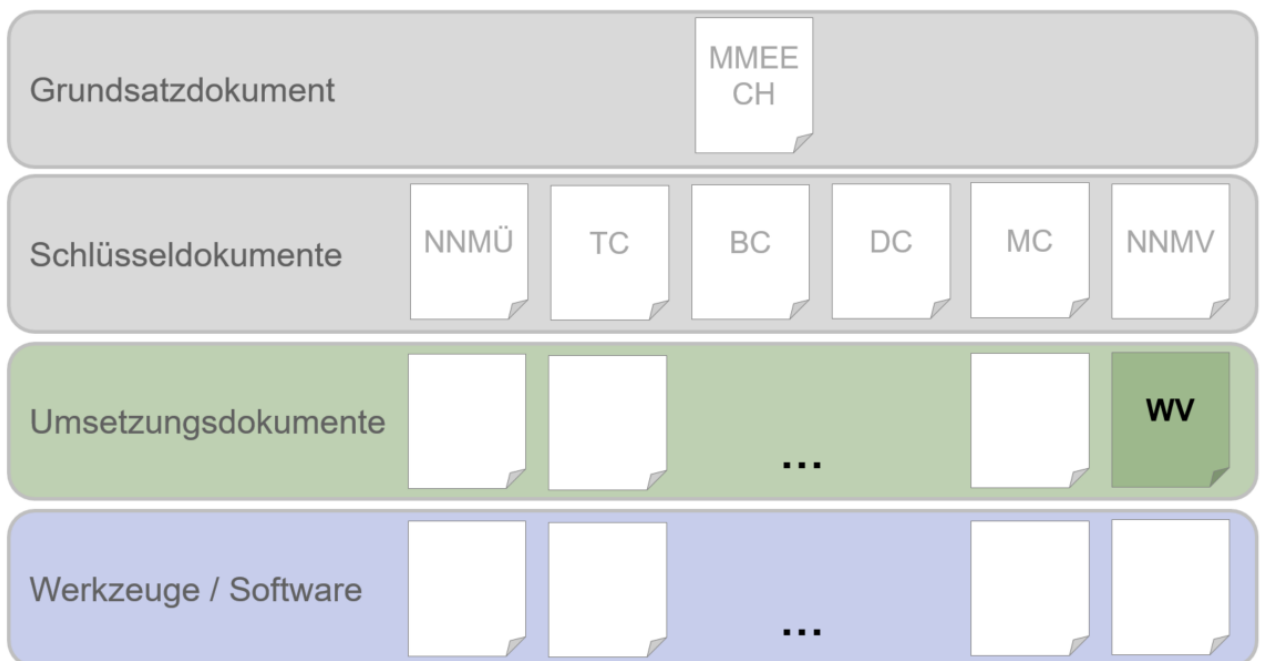 Grundsatzdokument
MMEE
CH
Schlüsseldokumente
NNMÜ
TC
BC
DC
MC
NNMV
Umsetzungsdokumente
...
WV
Werkzeuge / Software
...